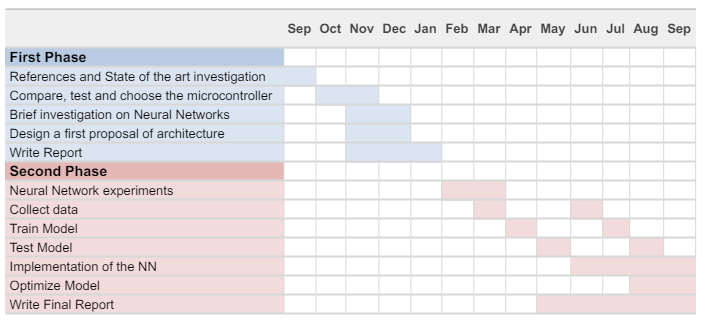 Sep Oct Nov Dec Jan Feb Mar Apr May Jun Jul Aug Sep
First Phase
References and State of the art investigation
Compare, test and choose the microcontroller
Brief investigation on Neural Networks
Design a first proposal of architecture
Write Report
Second Phase
Neural Network experiments
Collect data
Train Model
Test Model
Implementation of the NN
Optimize Model
Write Final Report